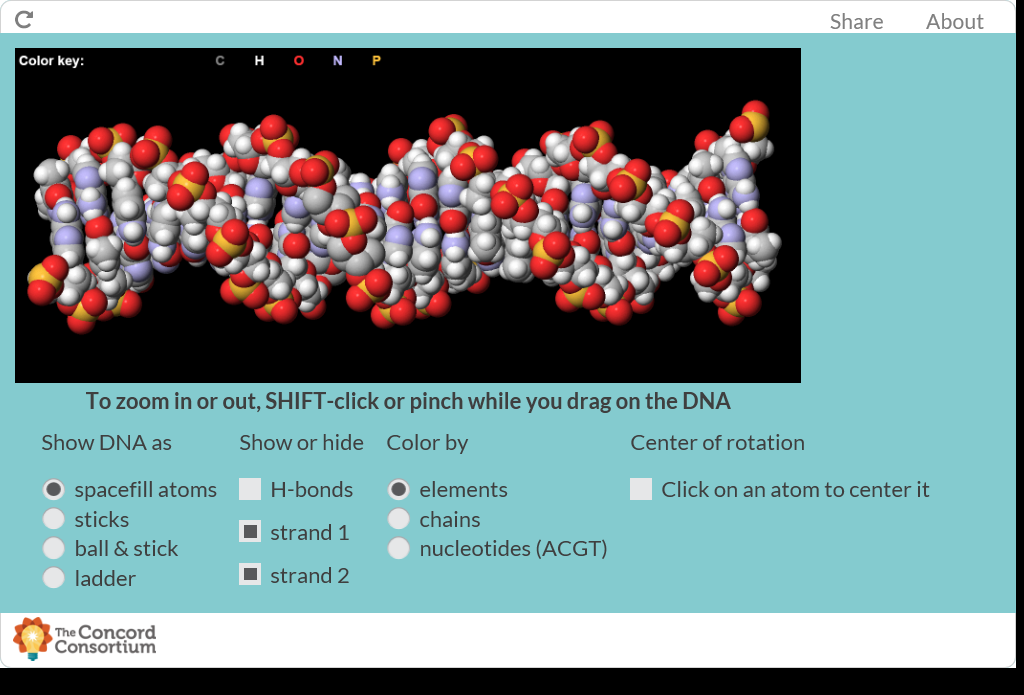 Share About
Color key: C H O N P
To zoom in or out, SHIFT-click or pinch while you drag on the DNA
Show DNA as Show or hide Color by Center of rotation
spacefill atoms H-bonds elements Click on an atom to center it
sticks strand 1 chains
ball & stick strand 2 nucleotides (ACGT)
ladder
The Concord
Consortium